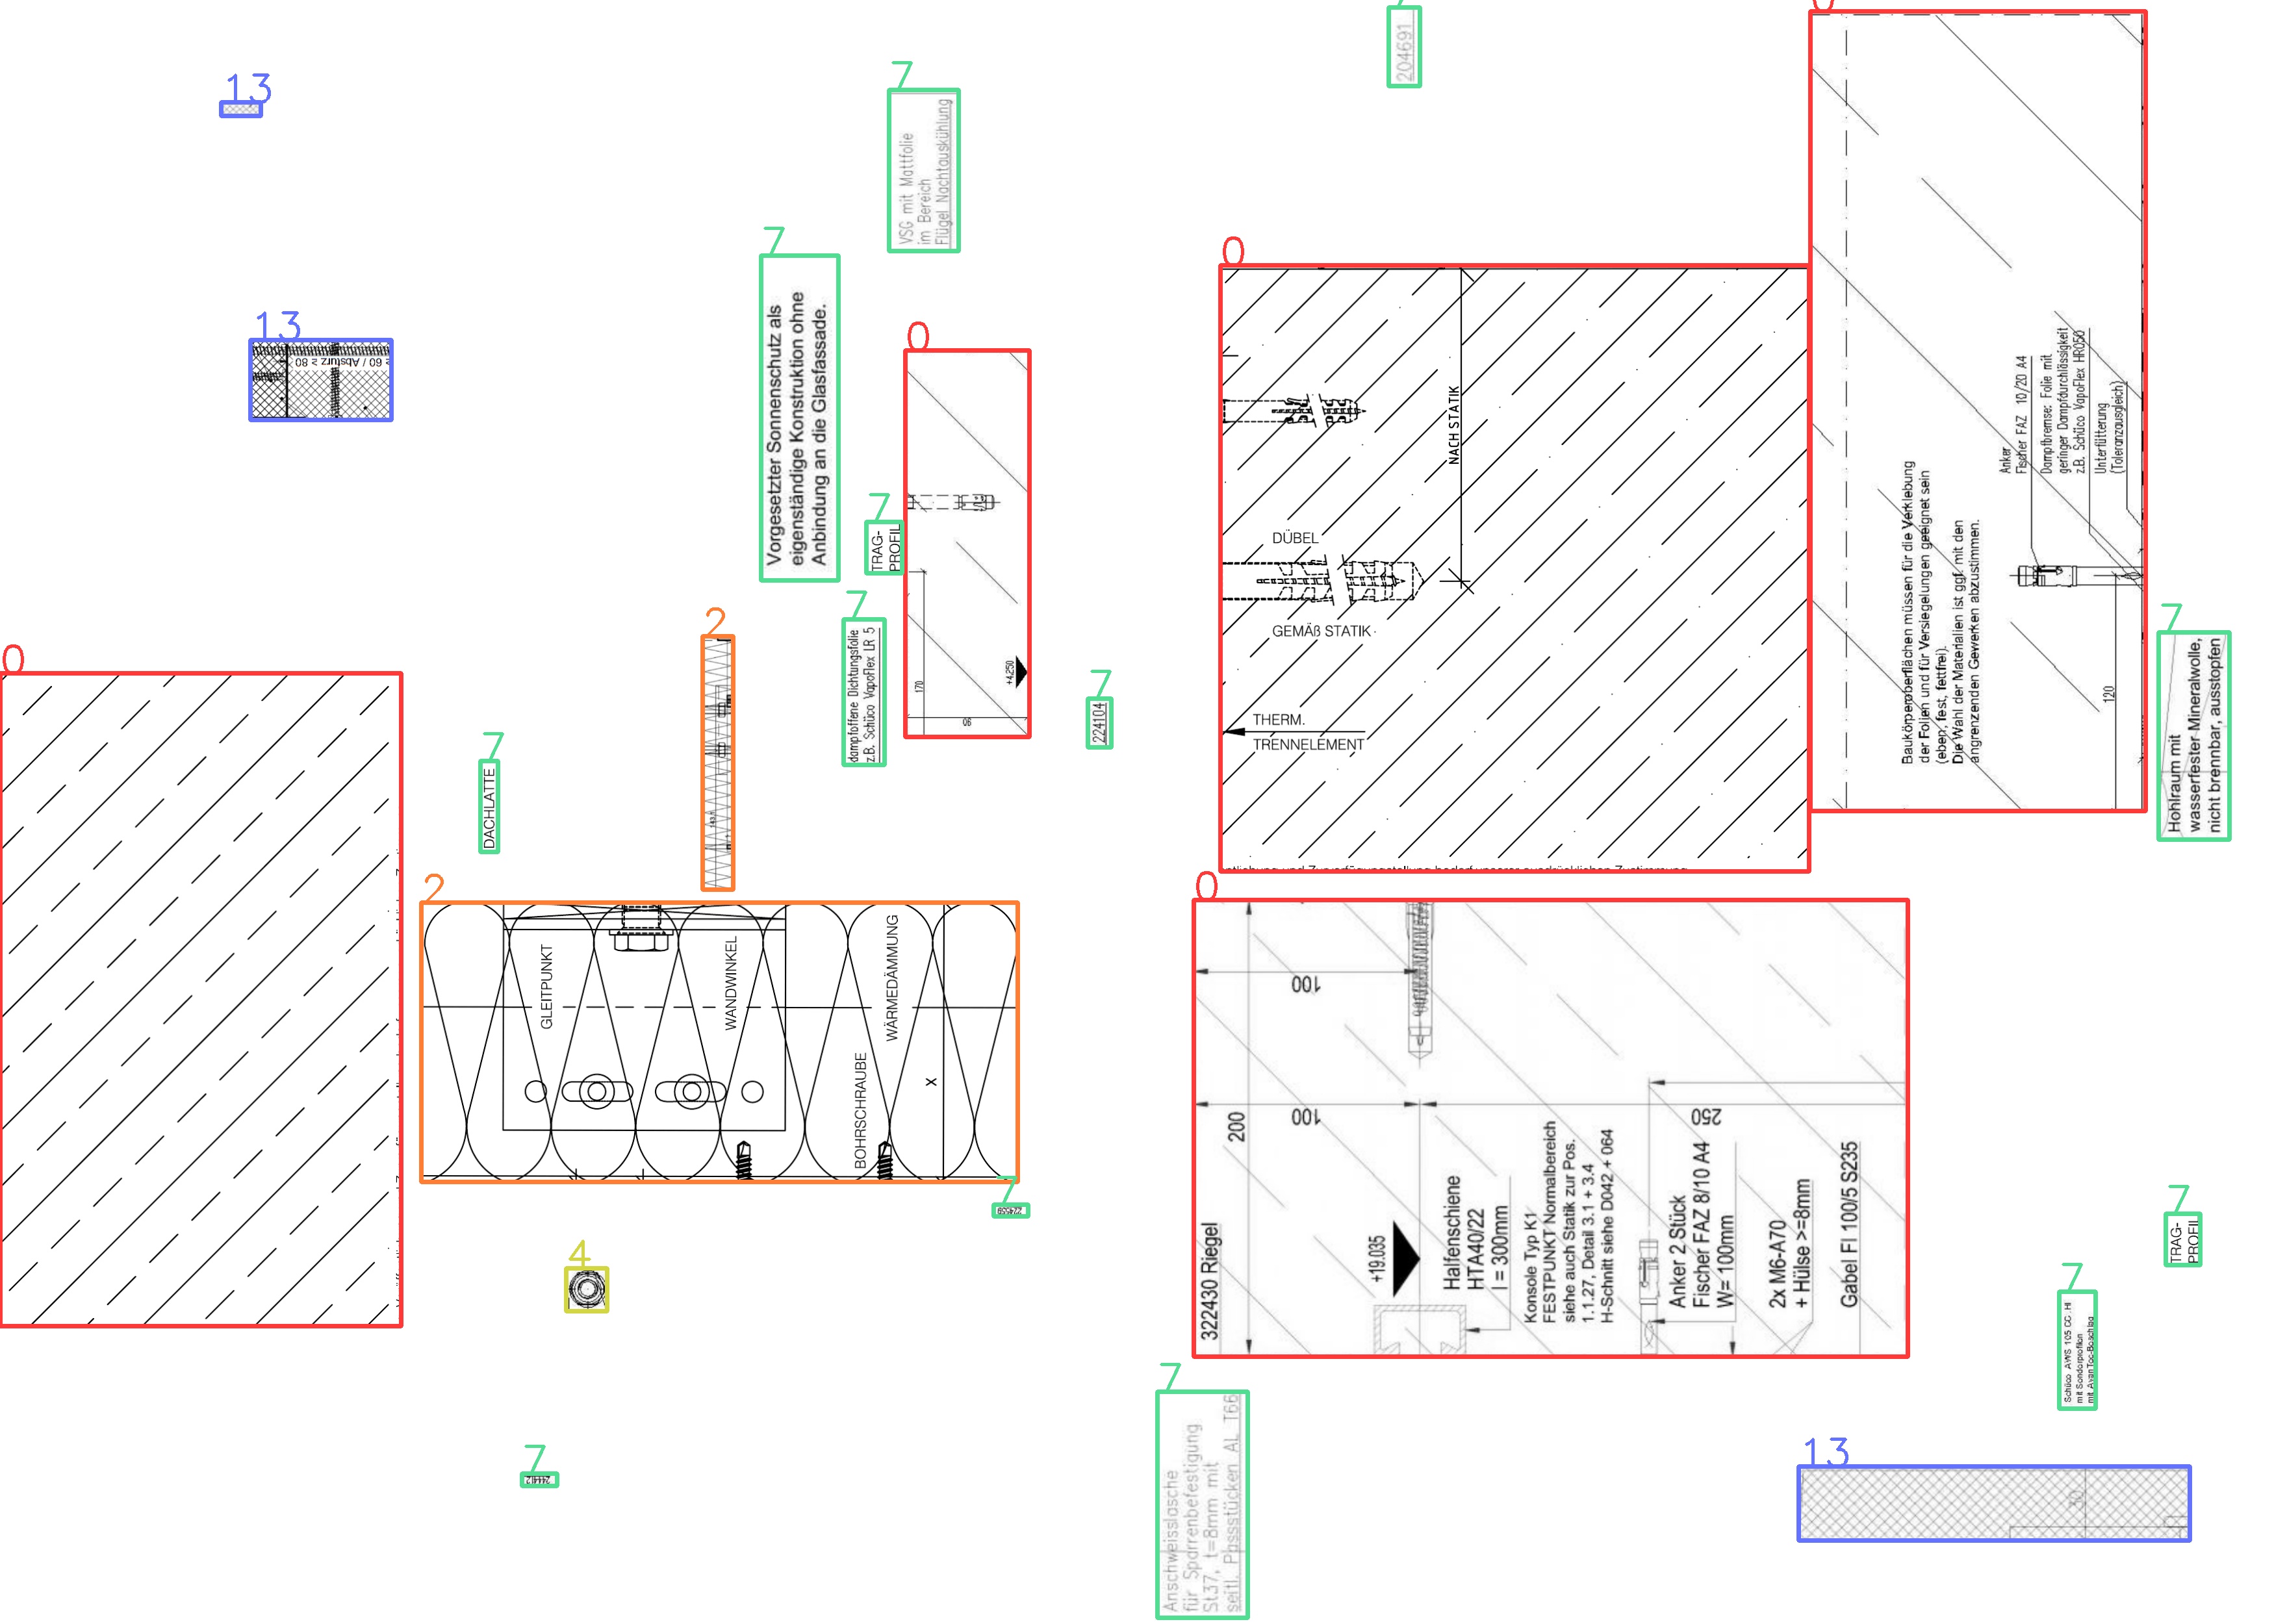 13
7
VSG mit Mattfolie
im Bereich
Flügel Nachtauskühlung
7
204691
0
Anker
Fischer FAZ 10/20 A4
Dampfbremse: Folie mit
geringer Dampfdurchlässigkeit
z.B. Schüco VapoFlex HR050
Unterfütterung
(Toleranzausgleich)
Baukörperoberflächen müssen für die Verklebung
der Folien und für Versiegelungen geeignet sein
(eben, fest, fettfrei).
Die Wahl der Materialien ist ggf. mit den
angrenzenden Gewerken abzustimmen.
120
13
60 / Absturz ≤ 80
7
Vorgesetzter Sonnenschutz als
eigenständige Konstruktion ohne
Anbindung an die Glasfassade.
0
170
90
+4.250
7
TRAG-
PROFIL
7
dampfoffene Dichtungsfolie
z.B. Schüco VapoFlex LR 5
0
NACH STATIK
DÜBEL
GEMÄß STATIK
THERM.
TRENNELEMENT
7
224104
7
Hohlraum mit
wasserfester Mineralwolle,
nicht brennbar, ausstopfen
0
7
DACHLATTE
2
2
GLEITPUNKT
WANDWINKEL
WÄRMEDÄMMUNG
BOHRSCHRAUBE
X
7
4
7
0
100
100
200
250
322430 Riegel
+19.035
Halfenschiene
HTA40/22
l = 300mm
Konsole Typ K1
FESTPUNKT Normalbereich
siehe auch Statik zur Pos.
1.1.27, Detail 3.1 + 3.4
H-Schnitt siehe D042 + 064
Anker 2 Stück
Fischer FAZ 8/10 A4
W= 100mm
2x M6-A70
+ Hülse >=8mm
Gabel Fl 100/5 S235
7
TRAG-
PROFIL
7
Schüco AWS 105 CC.HI
mit Sonderprofilen
mit AvanTec-Beschlag
7
Anschweisslasche
für Sparrenbefestigung
St37, t=8mm mit
seitl. Passstücken AL T66
13
30